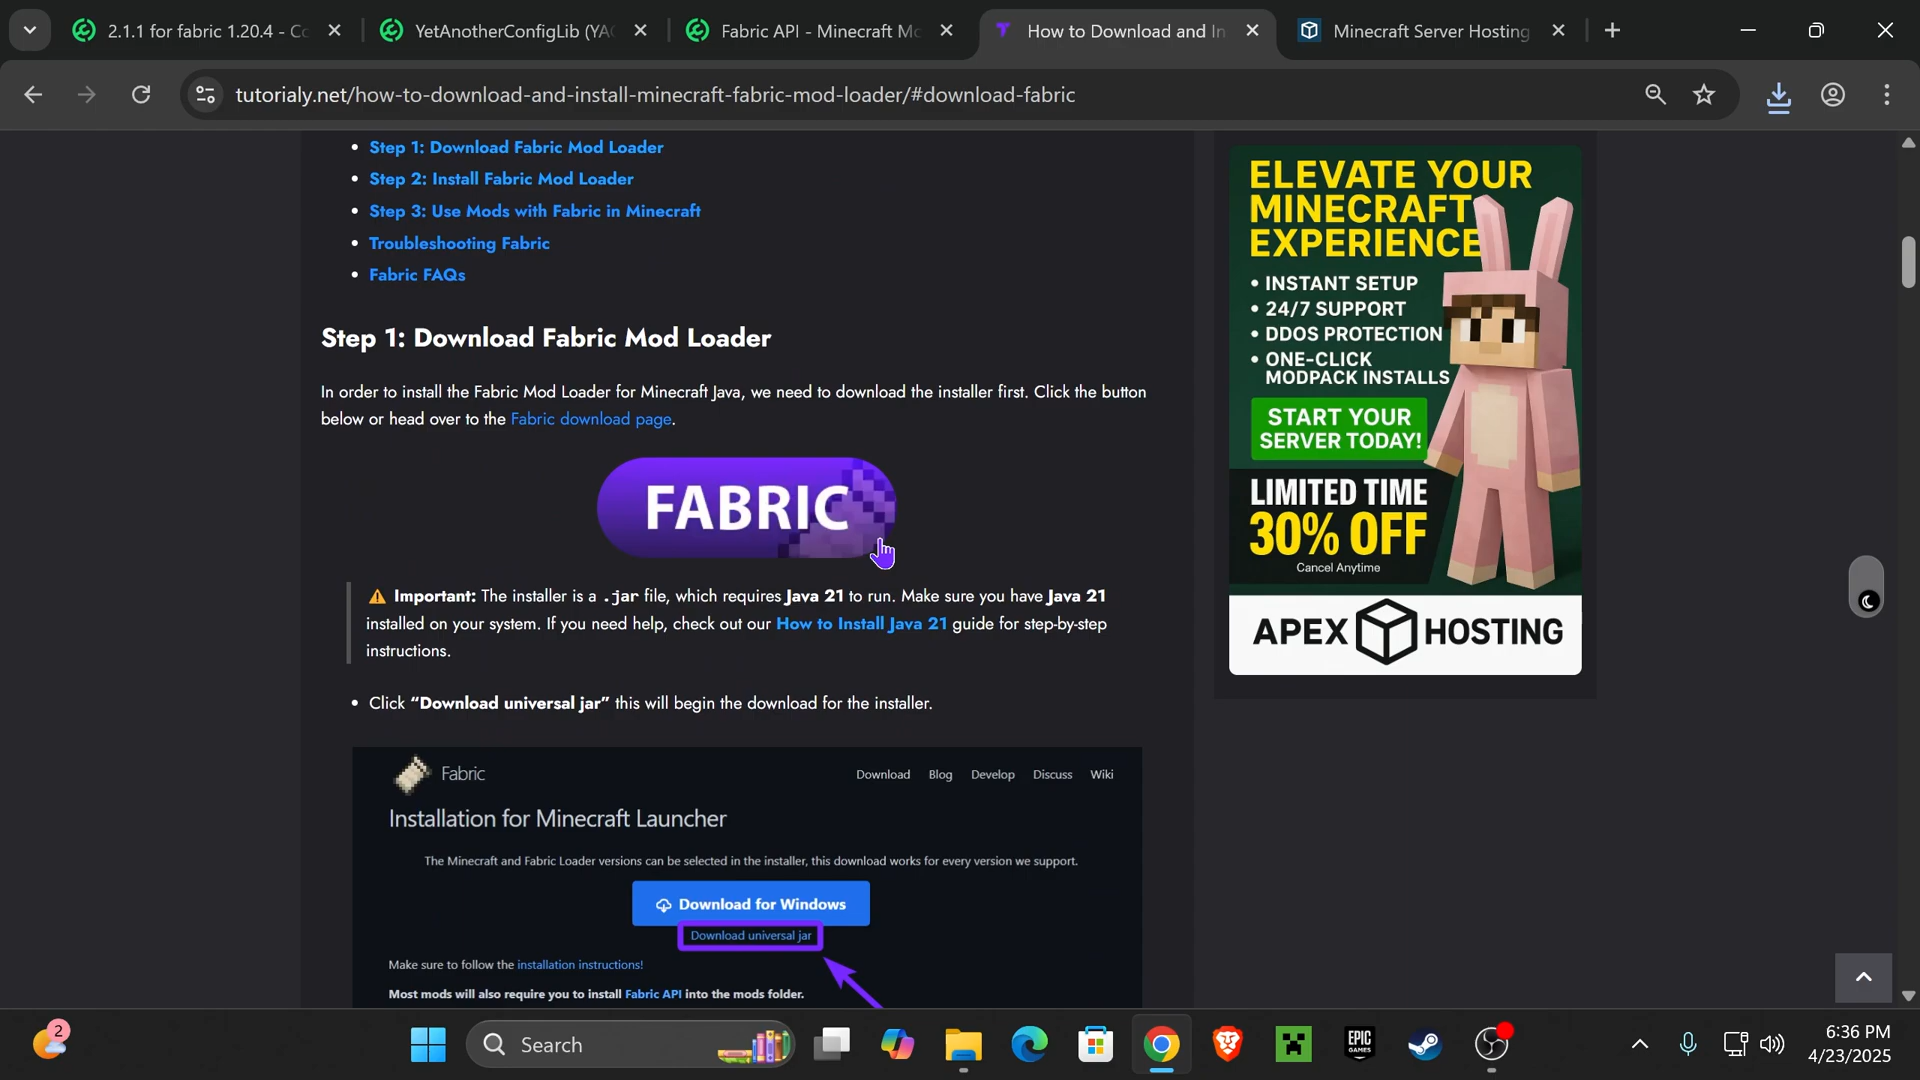 2.1.1 for fabric 1.20.4 - Co
YetAnotherConfigLib (YAC
Fabric API - Minecraft Mo
How to Download and In
Minecraft Server Hosting
tutorialy.net/how-to-download-and-install-minecraft-fabric-mod-loader/#download-fabric
• Step 1: Download Fabric Mod Loader
• Step 2: Install Fabric Mod Loader
• Step 3: Use Mods with Fabric in Minecraft
• Troubleshooting Fabric
• Fabric FAQs
Step 1: Download Fabric Mod Loader
In order to install the Fabric Mod Loader for Minecraft Java, we need to download the installer first. Click the button
below or head over to the Fabric download page.
FABRIC
Important: The installer is a .jar file, which requires Java 21 to run. Make sure you have Java 21
installed on your system. If you need help, check out our How to Install Java 21 guide for step-by-step
instructions.
• Click “Download universal jar” this will begin the download for the installer.
Fabric
Download Blog Develop Discuss Wiki
Installation for Minecraft Launcher
The Minecraft and Fabric Loader versions can be selected in the installer, this download works for every version we support.
Download for Windows
Download universal jar
Make sure to follow the installation instructions!
Most mods will also require you to install Fabric API into the mods folder.
ELEVATE YOUR
MINECRAFT
EXPERIENCE
• INSTANT SETUP
• 24/7 SUPPORT
• DDOS PROTECTION
• ONE-CLICK
MODPACK INSTALLS
START YOUR
SERVER TODAY!
LIMITED TIME
30% OFF
Cancel Anytime
APEX HOSTING
2
Search
EPIC
GAMES
6:36 PM
4/23/2025